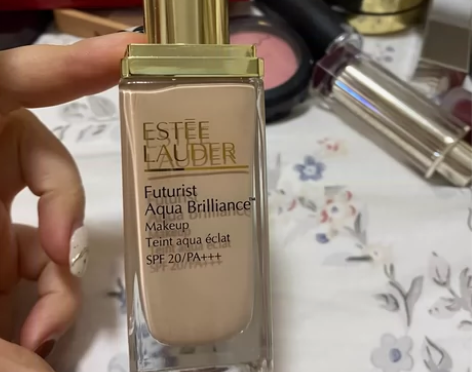 ESTĒE
LAUDER
Futurist
Aqua Brilliance™
Makeup
Teint aqua éclat
SPF 20/PA+++